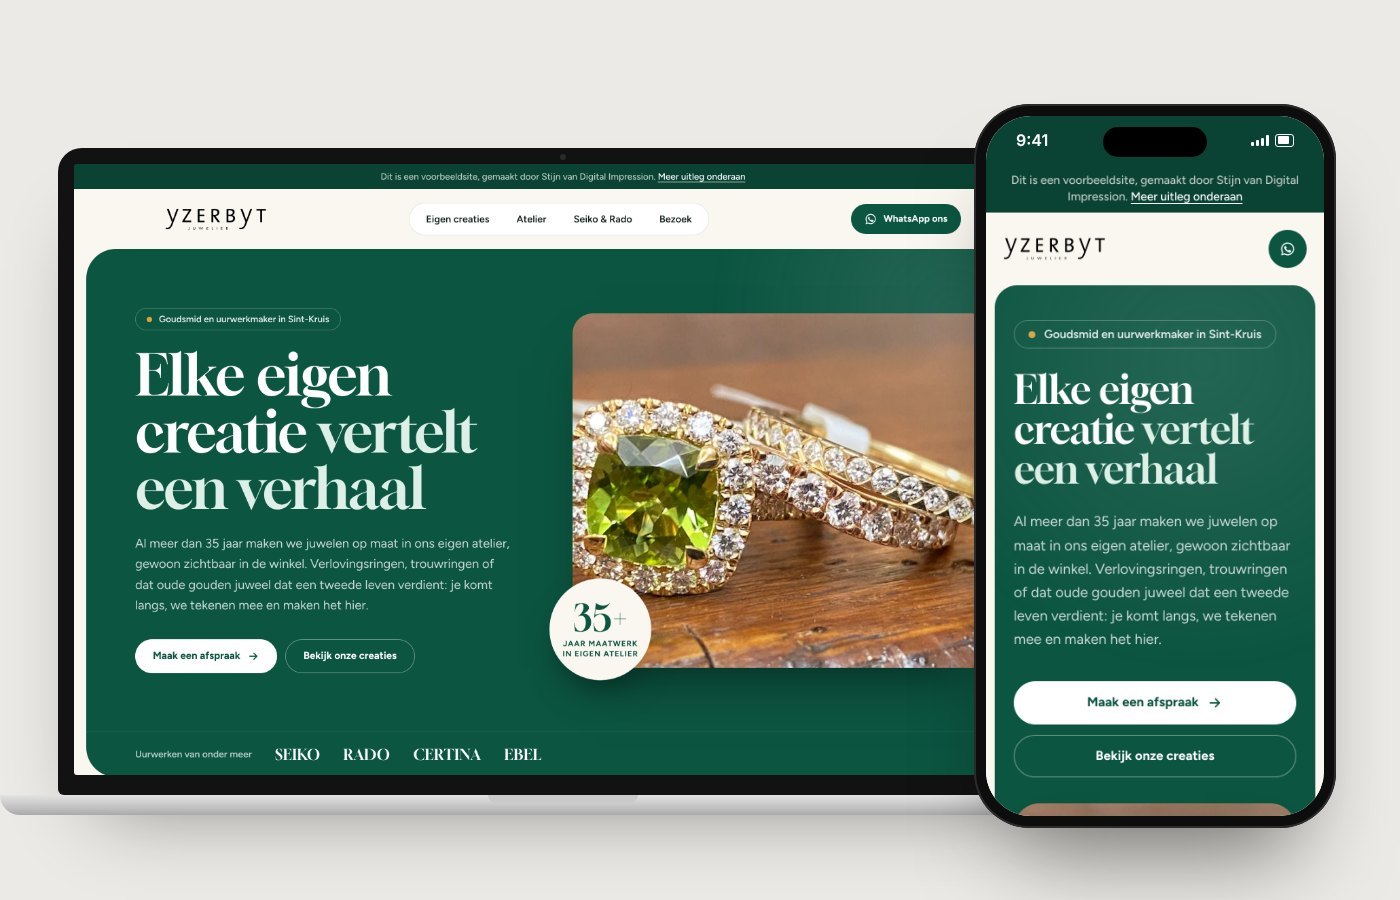 Dit is een voorbeeldsite, gemaakt door Stijn van Digital Impression. Meer uitleg onderaan
yzerbyt
JUWELIER
Eigen creaties
Atelier
Seiko & Rado
Bezoek
WhatsApp ons
Goudsmid en uurwerkmaker in Sint-Kruis
Elke eigen
creatie vertelt
een verhaal
Al meer dan 35 jaar maken we juwelen op maat in ons eigen atelier,
gewoon zichtbaar in de winkel. Verlovingsringen, trouwringen of
dat oude gouden juweel dat een tweede leven verdient: je komt
langs, we tekenen mee en maken het hier.
Maak een afspraak →
Bekijk onze creaties
35+
JAAR MAATWERK
IN EIGEN ATELIER
Uurwerken van onder meer
SEIKO
RADO
CERTINA
EBEL
9:41
Dit is een voorbeeldsite, gemaakt door Stijn van Digital
Impression. Meer uitleg onderaan
yzerbyt
JUWELIER
Goudsmid en uurwerkmaker in Sint-Kruis
Elke eigen
creatie vertelt
een verhaal
Al meer dan 35 jaar maken we juwelen op
maat in ons eigen atelier, gewoon zichtbaar
in de winkel. Verlovingsringen, trouwringen
of dat oude gouden juweel dat een tweede
leven verdient: je komt langs, we tekenen
mee en maken het hier.
Maak een afspraak →
Bekijk onze creaties